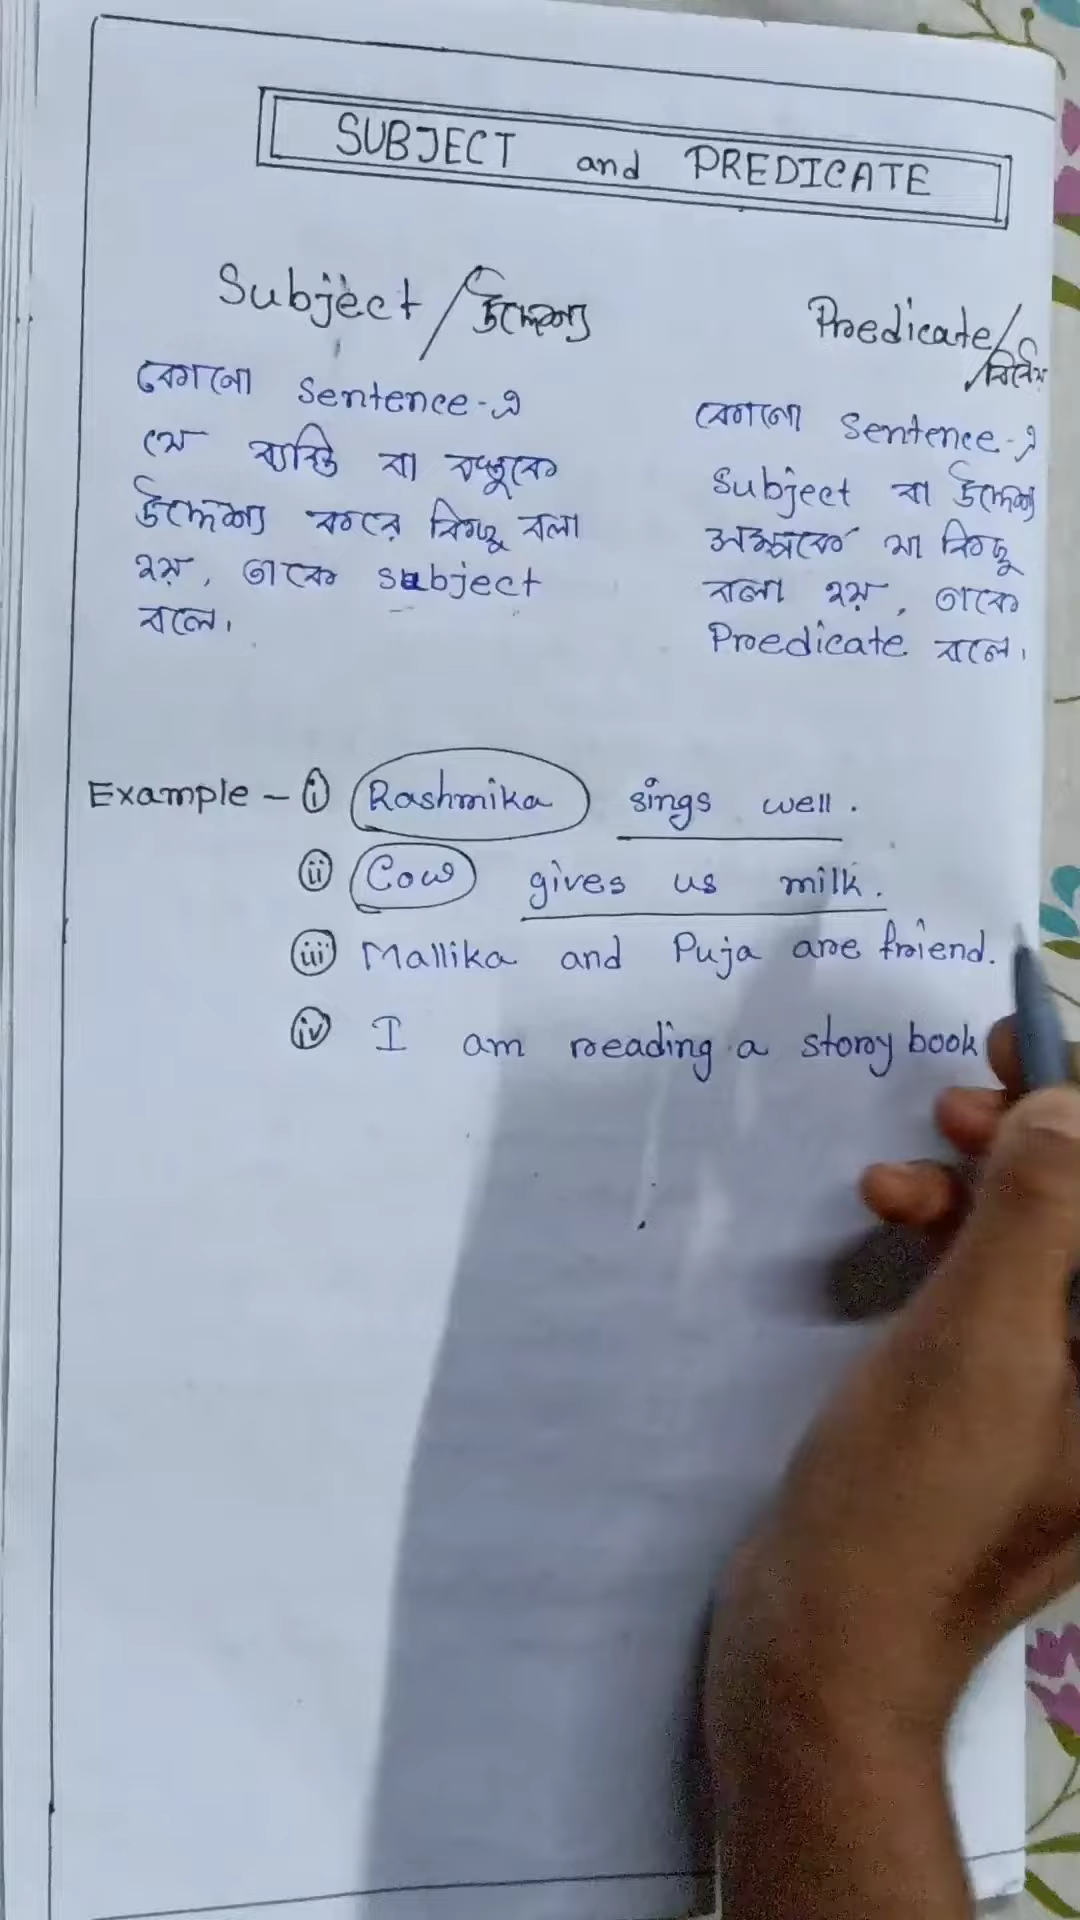 SUBJECT and PREDICATE
Subject / উদ্দেশ্য
কোনো Sentence-এ
যে ব্যক্তি বা বস্তুকে
উদ্দেশ্য করে কিছু বলা
হয়, তাকে subject
বলে।
Predicate / বিধেয়
কোনো Sentence-এ
Subject বা উদ্দেশ্য
সম্পর্কে যা কিছু
বলা হয়, তাকে
Predicate বলে।
Example - (i) Rashmika sings well.
(ii) Cow gives us milk.
(iii) Mallika and Puja are friend.
(iv) I am reading a story book